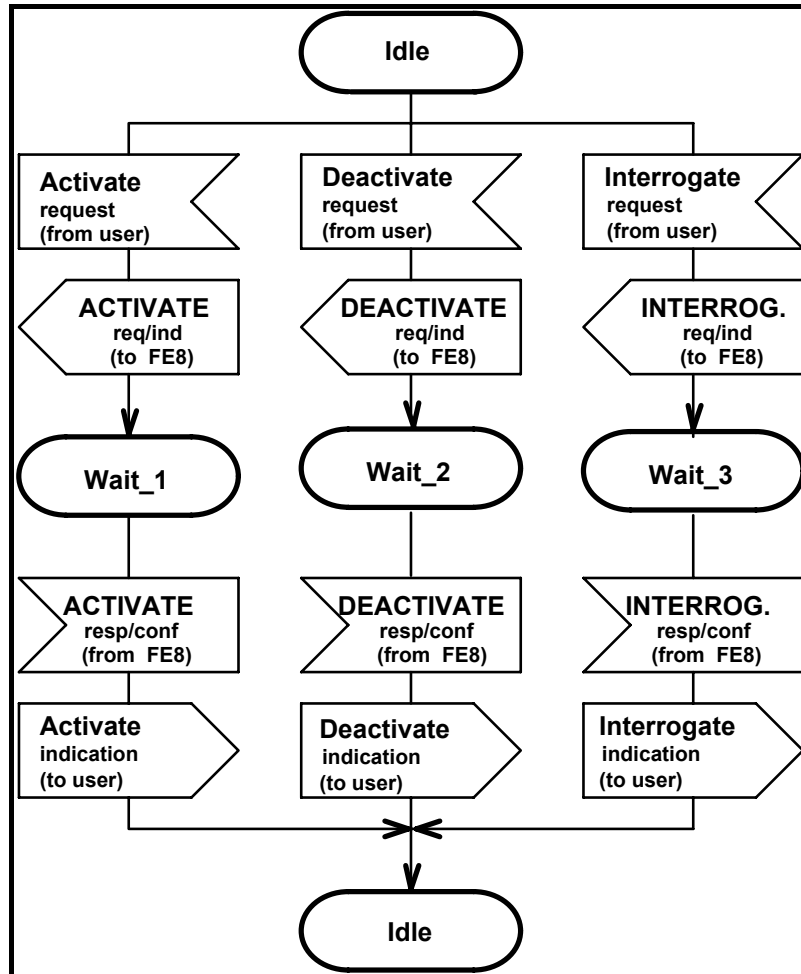 Idle
Activate
request
(from user)
Deactivate
request
(from user)
Interrogate
request
(from user)
ACTIVATE
req/ind
(to FE8)
DEACTIVATE
req/ind
(to FE8)
INTERROG.
req/ind
(to FE8)
Wait_1
Wait_2
Wait_3
ACTIVATE
resp/conf
(from FE8)
DEACTIVATE
resp/conf
(from FE8)
INTERROG.
resp/conf
(from FE8)
Activate
indication
(to user)
Deactivate
indication
(to user)
Interrogate
indication
(to user)
Idle